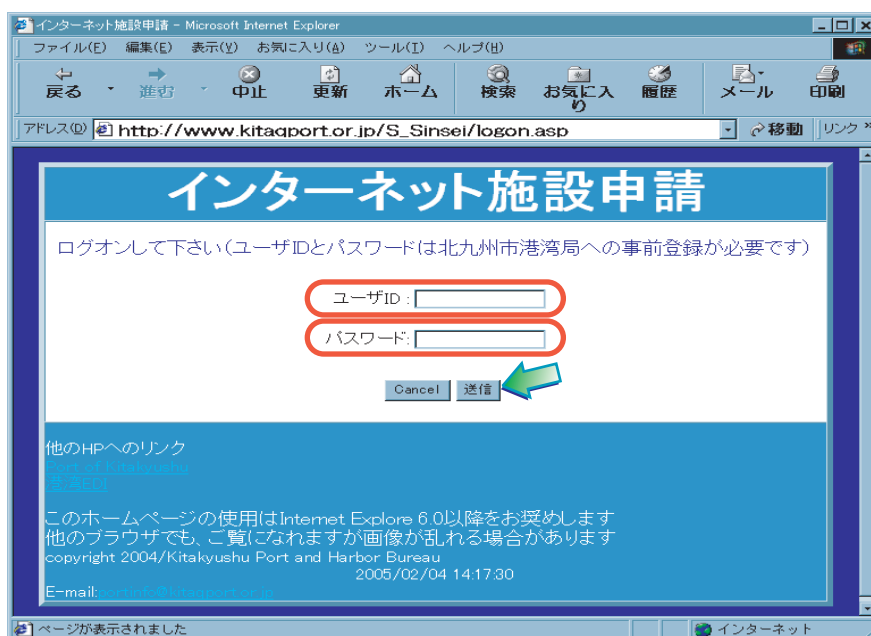 インターネット施設申請 - Microsoft Internet Explorer
ファイル(F) 編集(E) 表示(V) お気に入り(A) ツール(T) ヘルプ(H)
戻る 進む 中止 更新 ホーム 検索 お気に入り 履歴 メール 印刷
アドレス(D) http://www.kitaqport.or.jp/S_Sinsei/logon.asp 移動 リンク »
インターネット施設申請
ログオンして下さい(ユーザIDとパスワードは北九州市港湾局への事前登録が必要です)
ユーザID :
パスワード:
Cancel 送信
他のHPへのリンク
Port of Kitakyushu
港湾EDI
このホームページの使用はInternet Explore 6.0以降をお奨めします
他のブラウザでも、ご覧になれますが画像が乱れる場合があります
copyright 2004/Kitakyushu Port and Harbor Bureau
2005/02/04 14:17:30
E-mail:portinfo@kitaqport.or.jp
ページが表示されました インターネット